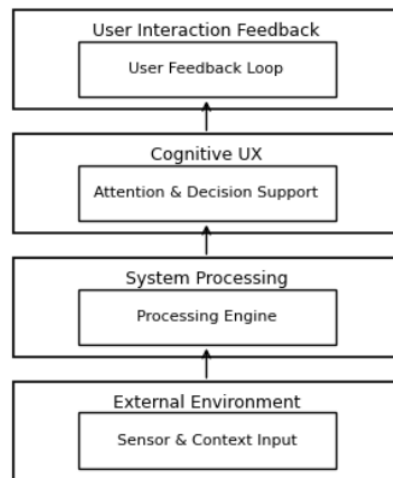 User Interaction Feedback
User Feedback Loop
Cognitive UX
Attention & Decision Support
System Processing
Processing Engine
External Environment
Sensor & Context Input